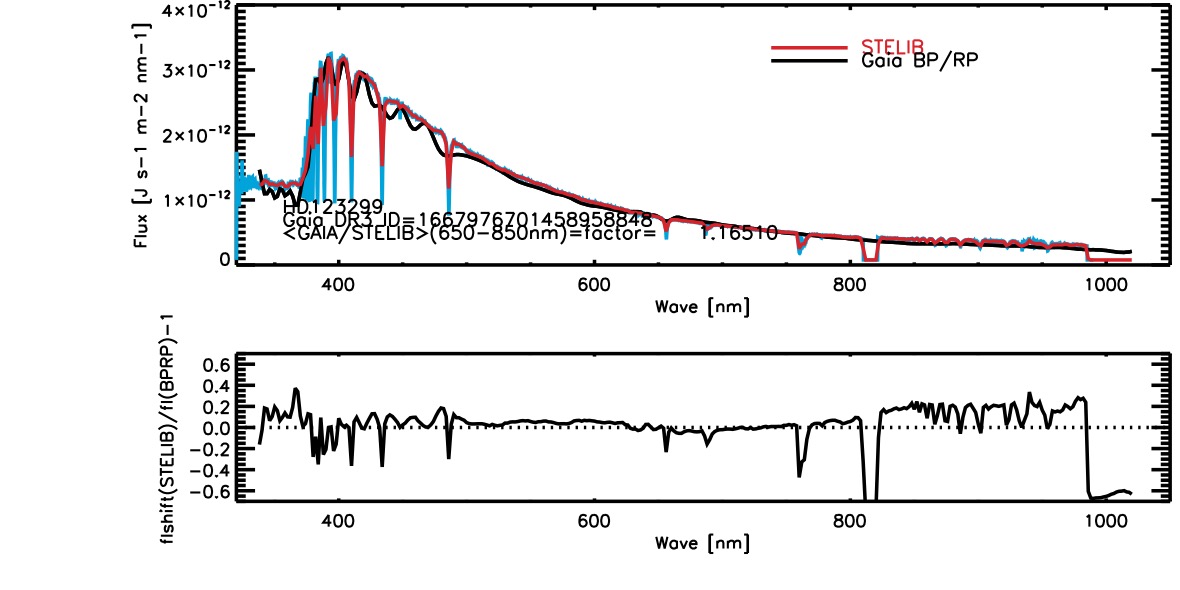 4×10−12
3×10−12
2×10−12
1×10−12
0
Flux [J s−1 m−2 nm−1]
STELIB
Gaia BP/RP
HD123299
Gaia DR3 ID=1667976701458958848
<GAIA/STELIB>(650−850nm)=factor= 1.16510
400 600 800 1000
Wave [nm]
0.6
0.4
0.2
0.0
−0.2
−0.4
−0.6
flshift(STELIB)/fl(BPRP)−1
400 600 800 1000
Wave [nm]